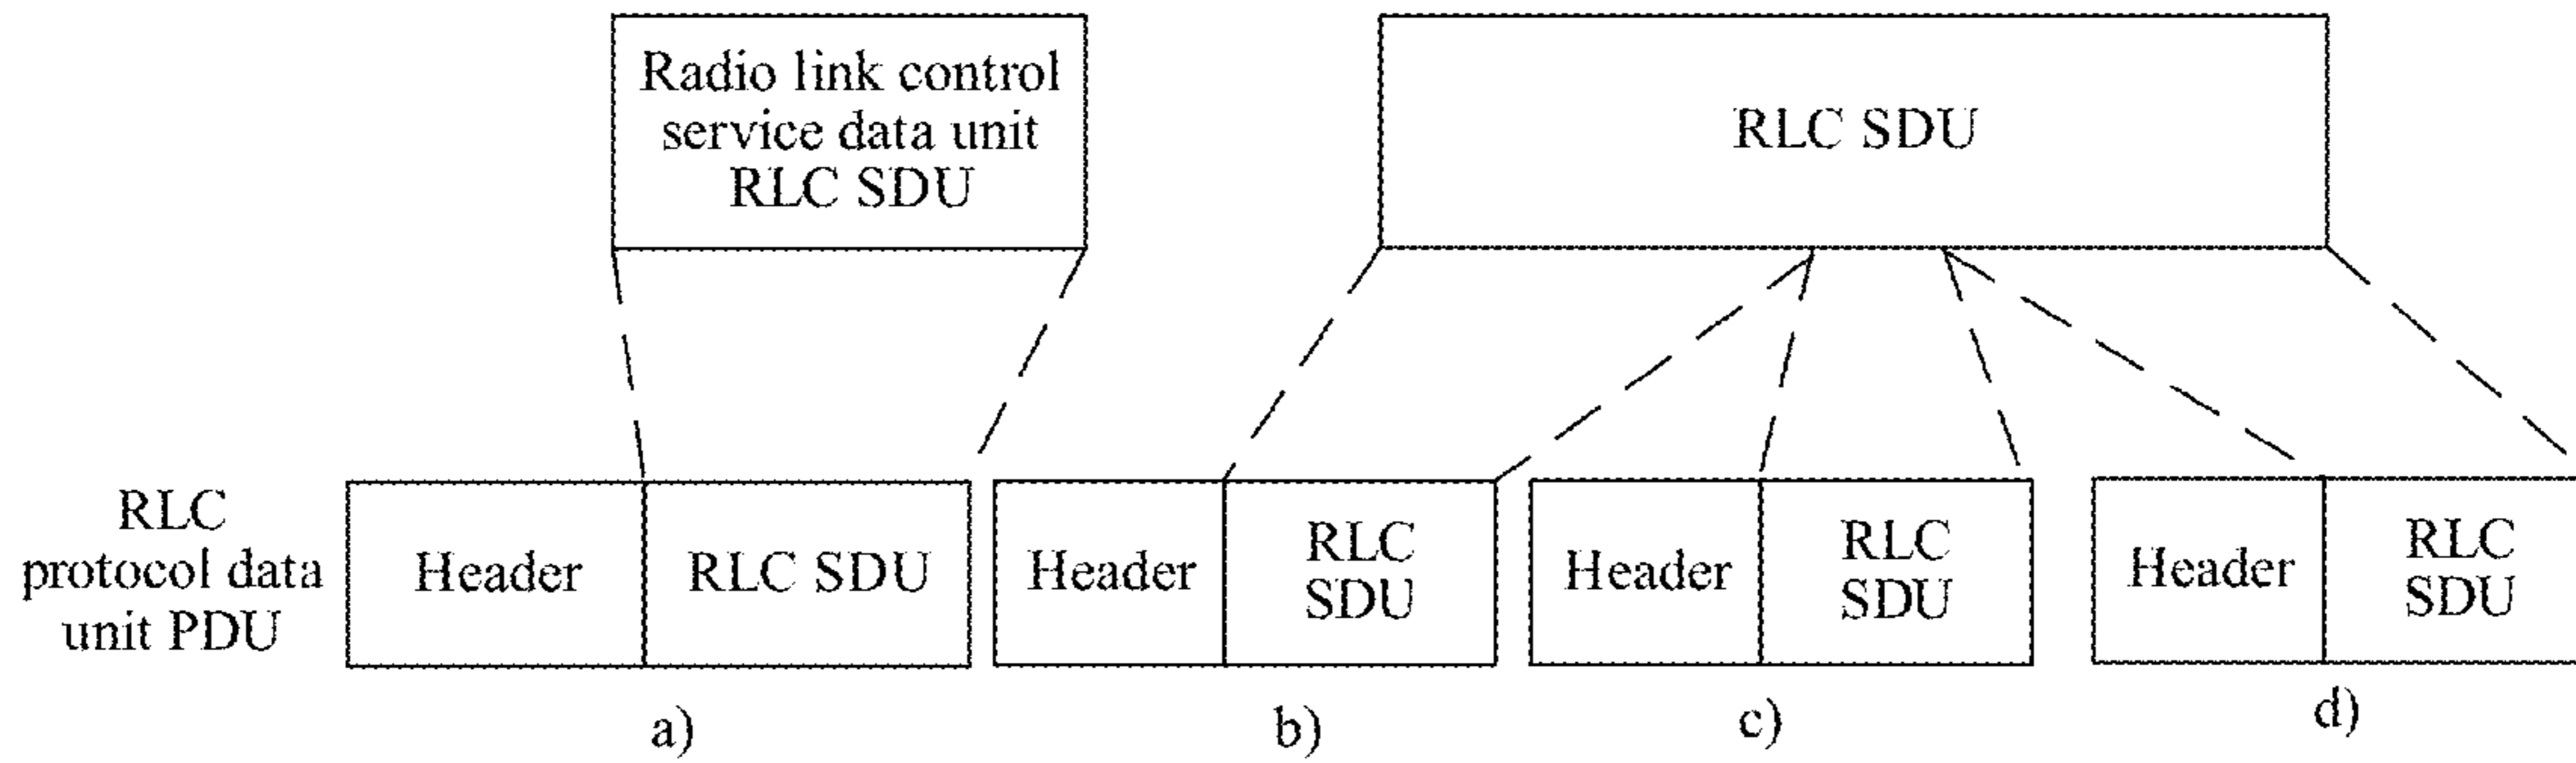 Radio link control
service data unit
RLC SDU
RLC SDU
RLC
protocol data
unit PDU
Header
RLC SDU
Header
RLC
SDU
Header
RLC
SDU
Header
RLC
SDU
a)
b)
c)
d)